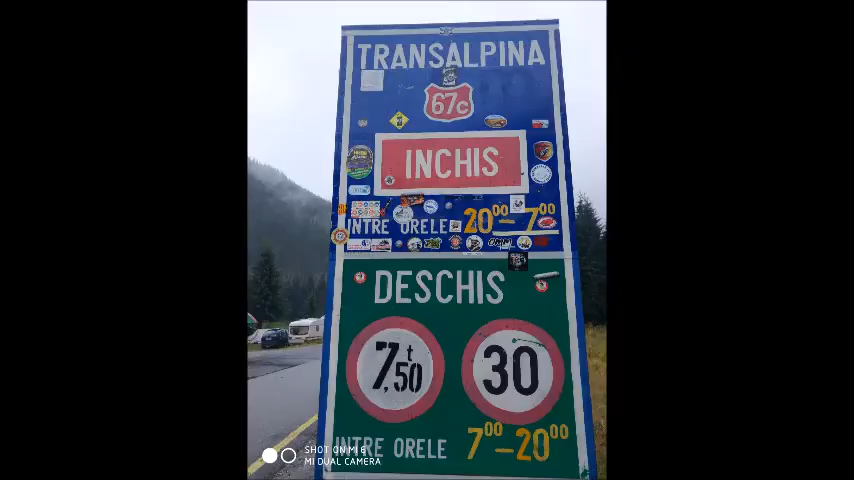 TRANSALPINA
67C
INCHIS
INTRE ORELE 20⁰⁰-7⁰⁰
DESCHIS
7,50t
30
INTRE ORELE 7⁰⁰-20⁰⁰
SHOT ON MI 6
MI DUAL CAMERA